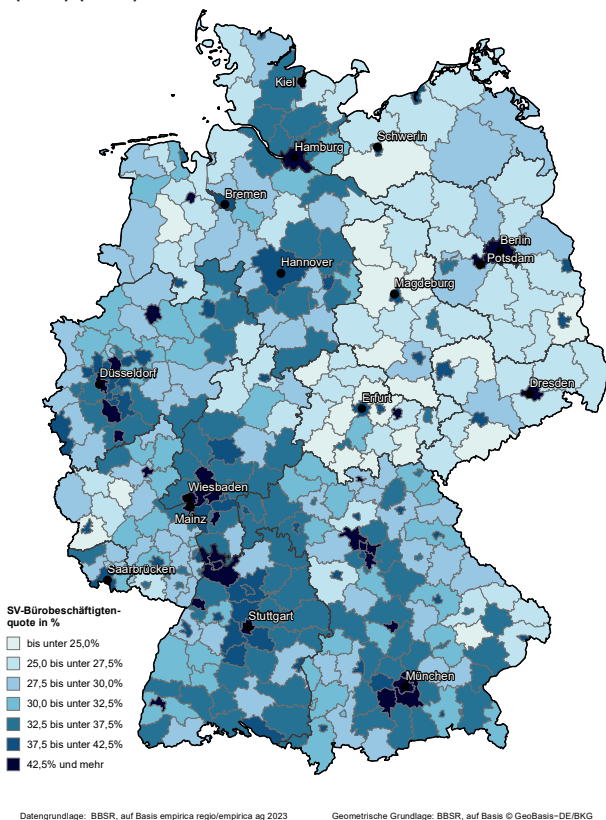 Kiel
Schwerin
Hamburg
Bremen
Berlin
Potsdam
Hannover
Magdeburg
Düsseldorf
Dresden
Erfurt
Wiesbaden
Mainz
Saarbrücken
Stuttgart
München
SV-Bürobeschäftigten-
quote in %
bis unter 25,0%
25,0 bis unter 27,5%
27,5 bis unter 30,0%
30,0 bis unter 32,5%
32,5 bis unter 37,5%
37,5 bis unter 42,5%
42,5% und mehr
Datengrundlage: BBSR, auf Basis empirica regio/empirica ag 2023
Geometrische Grundlage: BBSR, auf Basis © GeoBasis-DE/BKG